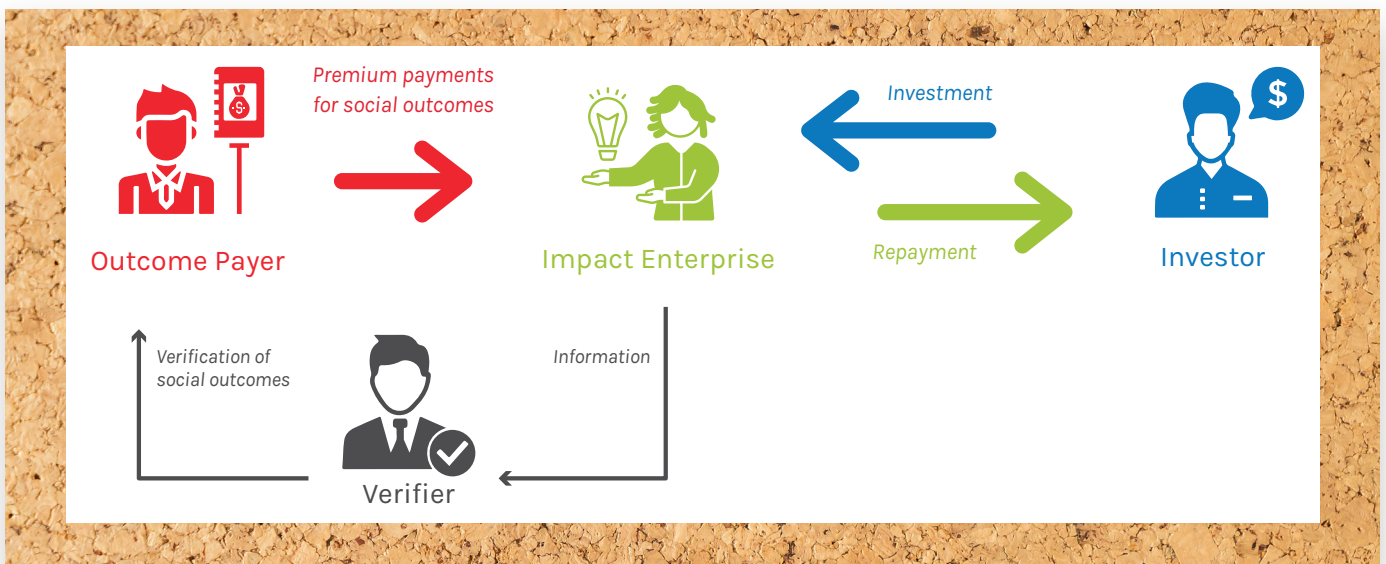 Premium payments
for social outcomes
Investment
$
$
Outcome Payer
Impact Enterprise
Repayment
Investor
Verification of
social outcomes
Information
Verifier